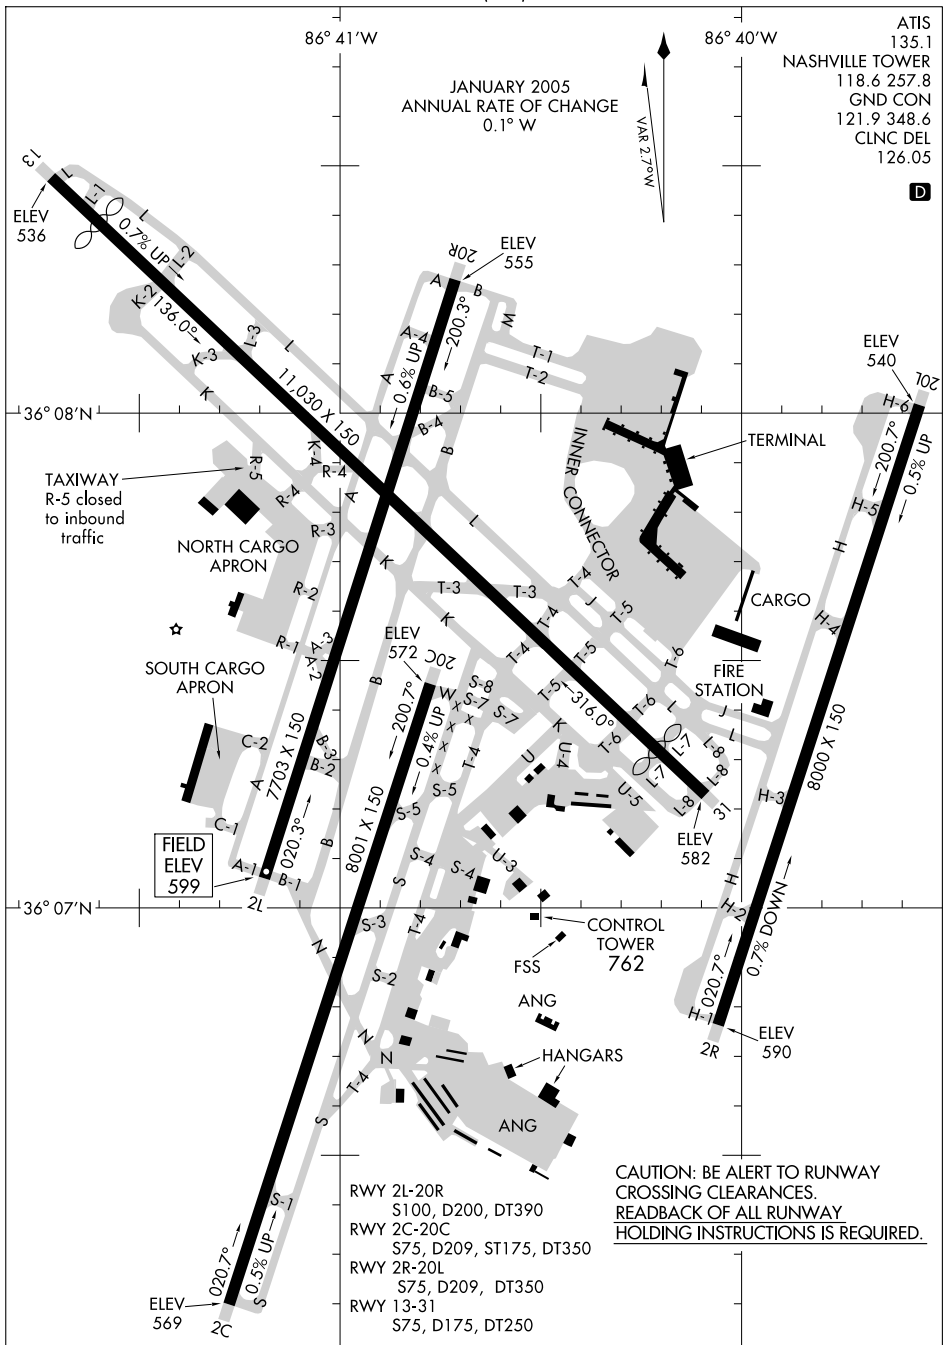 86° 41'W
86° 40'W
ATIS
135.1
NASHVILLE TOWER
118.6 257.8
GND CON
121.9 348.6
CLNC DEL
126.05
D
JANUARY 2005
ANNUAL RATE OF CHANGE
0.1° W
VAR 2.7°W
13
L
L-1
L
ELEV
536
0.7% UP
L-2
K-2
136.0°
L-3
K-3
L
K
11,030 X 150
ELEV
555
20R
A
B
200.3°
W
A-4
0.6% UP
A
B-5
B-4
B
T-1
T-2
ELEV
540
20L
H-6
200.7°
0.5% UP
H-5
H
H-4
36° 08'N
TERMINAL
INNER CONNECTOR
K-4
R-4
R-5
R-4
A
TAXIWAY
R-5 closed
to inbound
traffic
R-3
NORTH CARGO
APRON
L
K
R-2
T-3
T-3
T-4
J
T-5
T-4
K
CARGO
R-1
A-3
A-2
ELEV
572
20C
T-4
T-5
T-6
SOUTH CARGO
APRON
B
200.7°
W
S-8
S-7
S-7
X
X
X
X
X
T-5
316.0°
T-6
L
FIRE
STATION
J
L
0.4% UP
K
T-6
L-7
L-7
L-8
L-8
L-8
8000 X 150
C-2
7703 X 150
B-3
B-2
A
T-4
U
U-4
S-5
S-5
U-5
31
H-3
C-1
020.3°
B
8001 X 150
ELEV
582
FIELD
ELEV
599
A-1
B-1
2L
S-4
S-4
U-3
S
H
H-2
36° 07'N
N
S-3
T-4
CONTROL
TOWER
762
FSS
0.7% DOWN
020.7°
S-2
ANG
H-1
2R
ELEV
590
N
N
HANGARS
T-4
S
ANG
RWY 2L-20R
S100, D200, DT390
RWY 2C-20C
S75, D209, ST175, DT350
RWY 2R-20L
S75, D209, DT350
RWY 13-31
S75, D175, DT250
CAUTION: BE ALERT TO RUNWAY
CROSSING CLEARANCES.
READBACK OF ALL RUNWAY
HOLDING INSTRUCTIONS IS REQUIRED.
S-1
020.7°
0.5% UP
S
ELEV
569
2C